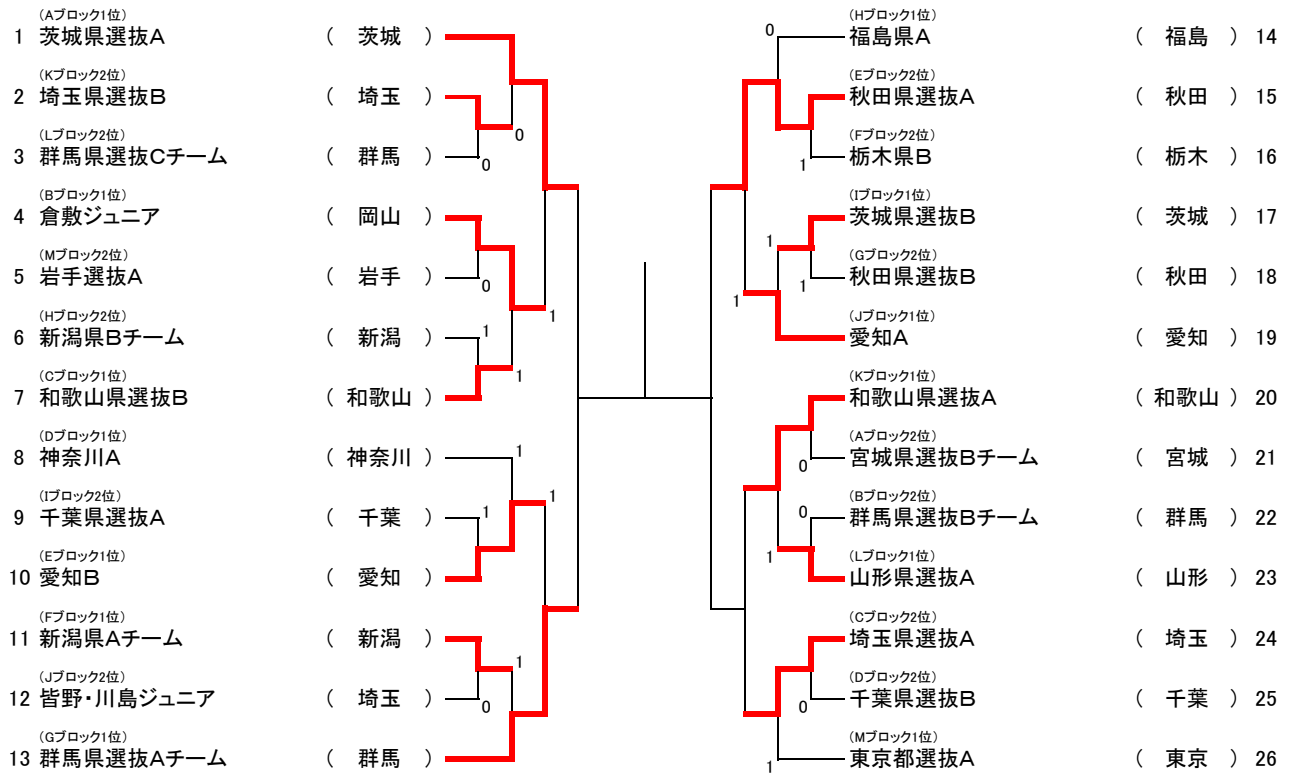 (Aブロック1位)
1 茨城県選抜A ( 茨城 )
(Kブロック2位)
2 埼玉県選抜B ( 埼玉 )
0
(Lブロック2位)
3 群馬県選抜Cチーム ( 群馬 )
0
(Bブロック1位)
4 倉敷ジュニア ( 岡山 )
(Mブロック2位)
5 岩手選抜A ( 岩手 )
0
1
(Hブロック2位)
6 新潟県Bチーム ( 新潟 )
1
(Cブロック1位)
7 和歌山県選抜B ( 和歌山 )
1
(Dブロック1位)
8 神奈川A ( 神奈川 )
1
1
(Iブロック2位)
9 千葉県選抜A ( 千葉 )
1
(Eブロック1位)
10 愛知B ( 愛知 )
(Fブロック1位)
11 新潟県Aチーム ( 新潟 )
1
(Jブロック2位)
12 皆野・川島ジュニア ( 埼玉 )
0
(Gブロック1位)
13 群馬県選抜Aチーム ( 群馬 )
(Hブロック1位)
0
福島県A ( 福島 ) 14
(Eブロック2位)
秋田県選抜A ( 秋田 ) 15
(Fブロック2位)
栃木県B ( 栃木 ) 16
1
(Iブロック1位)
茨城県選抜B ( 茨城 ) 17
1
(Gブロック2位)
秋田県選抜B ( 秋田 ) 18
1
1
(Jブロック1位)
愛知A ( 愛知 ) 19
(Kブロック1位)
和歌山県選抜A ( 和歌山 ) 20
(Aブロック2位)
宮城県選抜Bチーム ( 宮城 ) 21
0
(Bブロック2位)
0
群馬県選抜Bチーム ( 群馬 ) 22
1
(Lブロック1位)
山形県選抜A ( 山形 ) 23
(Cブロック2位)
埼玉県選抜A ( 埼玉 ) 24
(Dブロック2位)
千葉県選抜B ( 千葉 ) 25
0
(Mブロック1位)
東京都選抜A ( 東京 ) 26
1